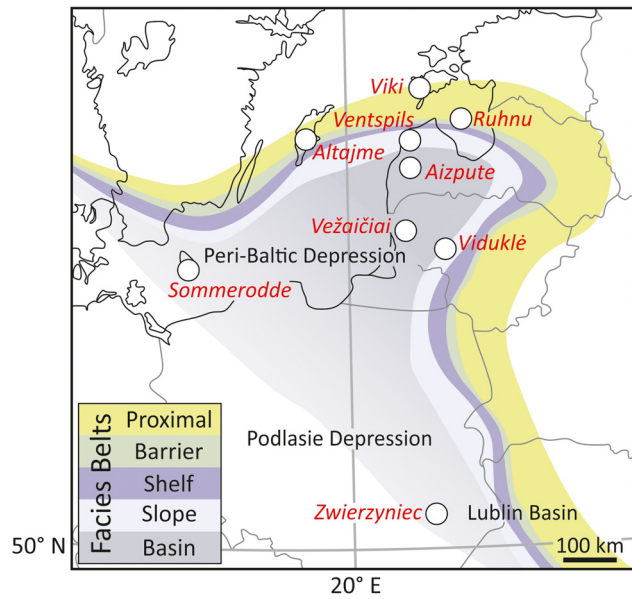 Viki
Ventspils
Ruhnu
Altajme
Aizpute
Vežaičiai
Viduklė
Peri-Baltic Depression
Sommerodde
Facies Belts
Proximal
Barrier
Shelf
Slope
Basin
Podlasie Depression
Zwierzyniec
Lublin Basin
50° N
100 km
20° E